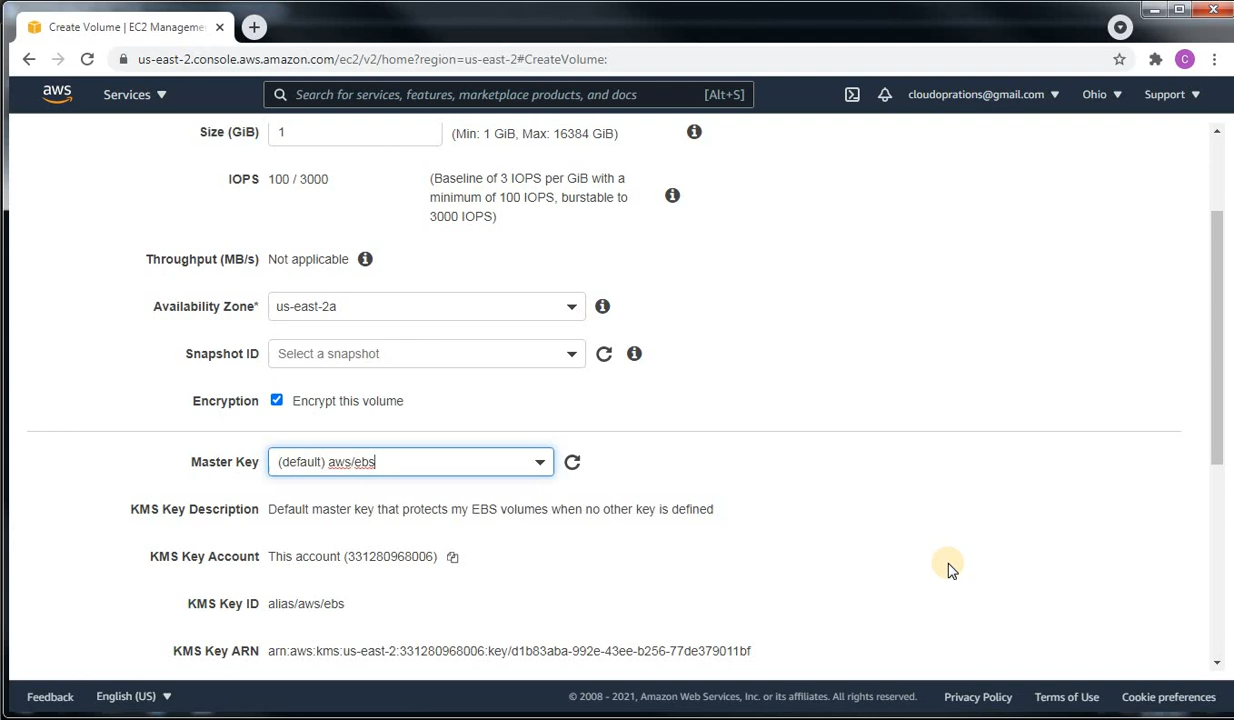 Create Volume | EC2 Manageme
us-east-2.console.aws.amazon.com/ec2/v2/home?region=us-east-2#CreateVolume:
C
aws
Services
Search for services, features, marketplace products, and docs
[Alt+S]
cloudoprations@gmail.com
Ohio
Support
Size (GiB)
1
(Min: 1 GiB, Max: 16384 GiB)
IOPS
100 / 3000
(Baseline of 3 IOPS per GiB with a
minimum of 100 IOPS, burstable to
3000 IOPS)
Throughput (MB/s)
Not applicable
Availability Zone*
us-east-2a
Snapshot ID
Select a snapshot
Encryption
Encrypt this volume
Master Key
(default) aws/ebs
KMS Key Description
Default master key that protects my EBS volumes when no other key is defined
KMS Key Account
This account (331280968006)
KMS Key ID
alias/aws/ebs
KMS Key ARN
arn:aws:kms:us-east-2:331280968006:key/d1b83aba-992e-43ee-b256-77de379011bf
Feedback
English (US)
© 2008 - 2021, Amazon Web Services, Inc. or its affiliates. All rights reserved.
Privacy Policy
Terms of Use
Cookie preferences